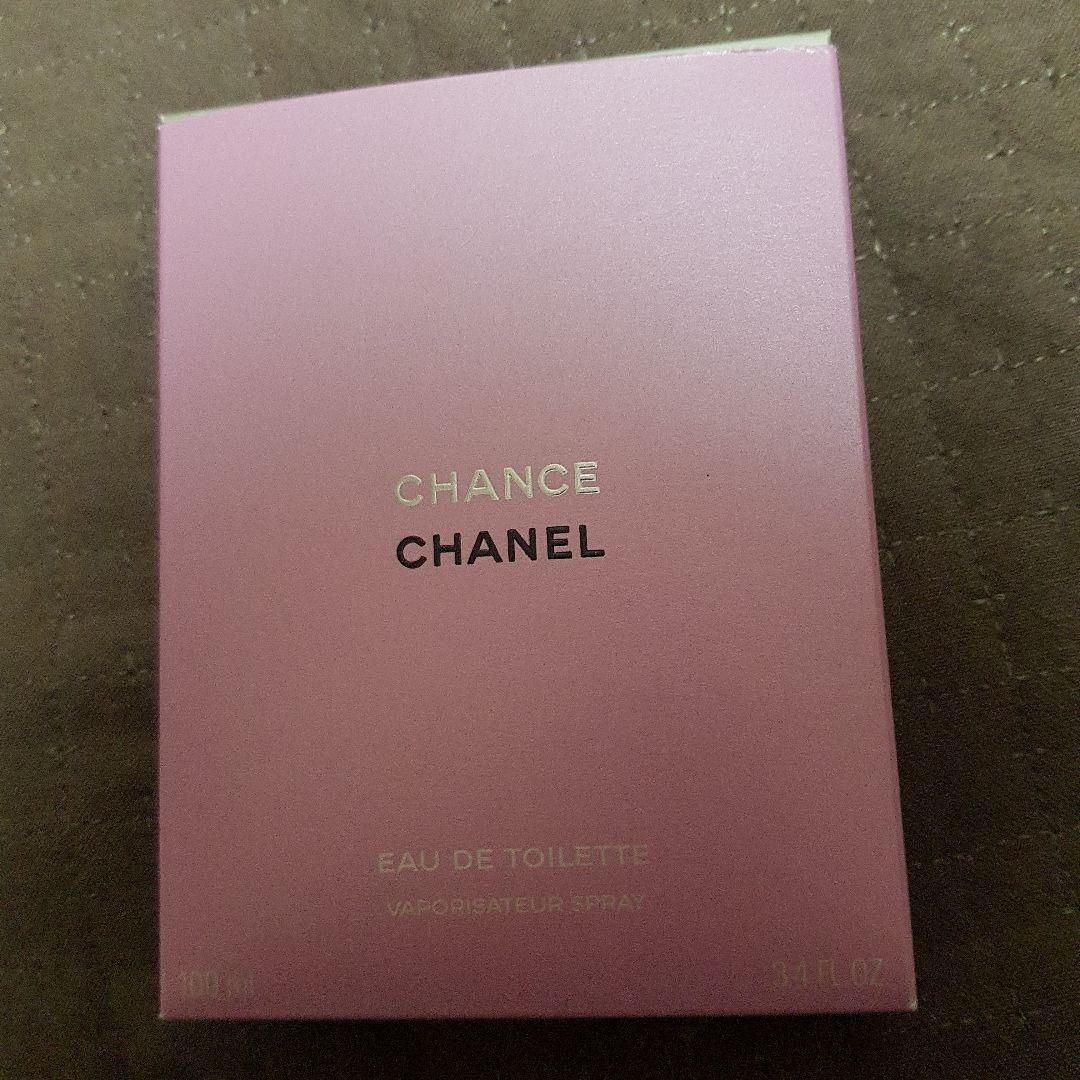 CHANCE
CHANEL
EAU DE TOILETTE
VAPORISATEUR SPRAY
100 ml 3.4 FL OZ